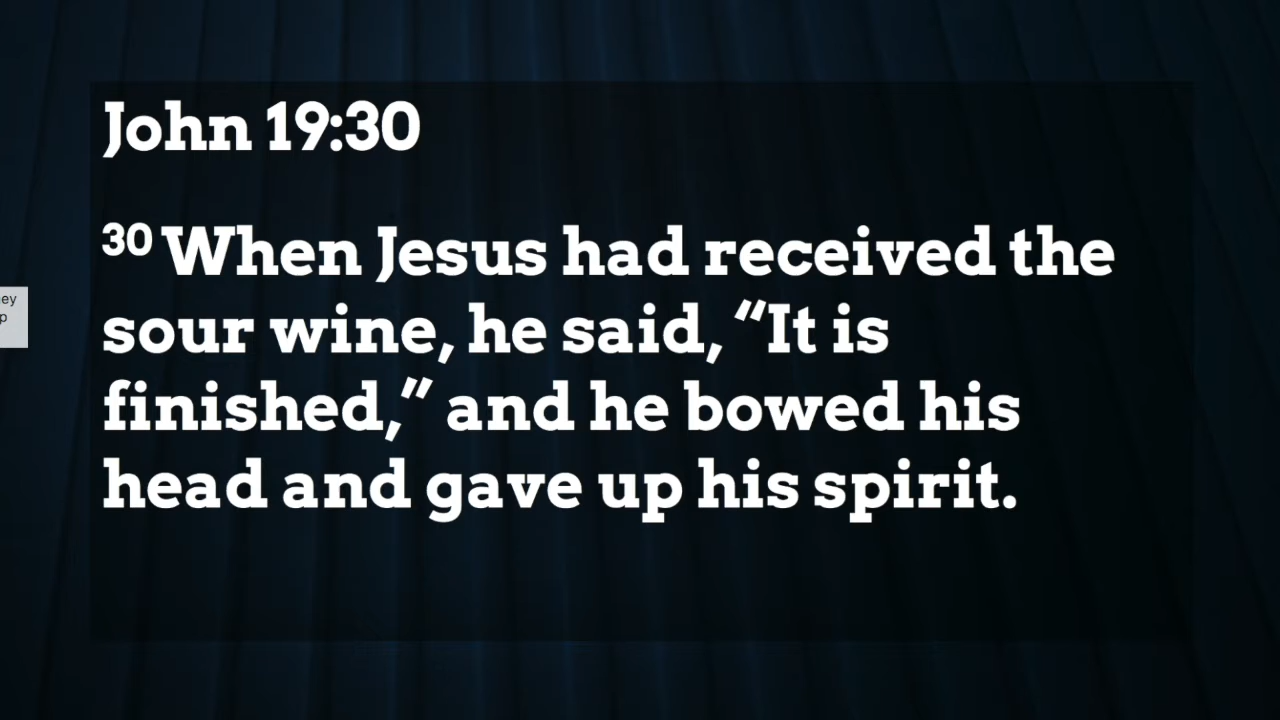 John 19:30
30 When Jesus had received the
sour wine, he said, “It is
finished,” and he bowed his
head and gave up his spirit.